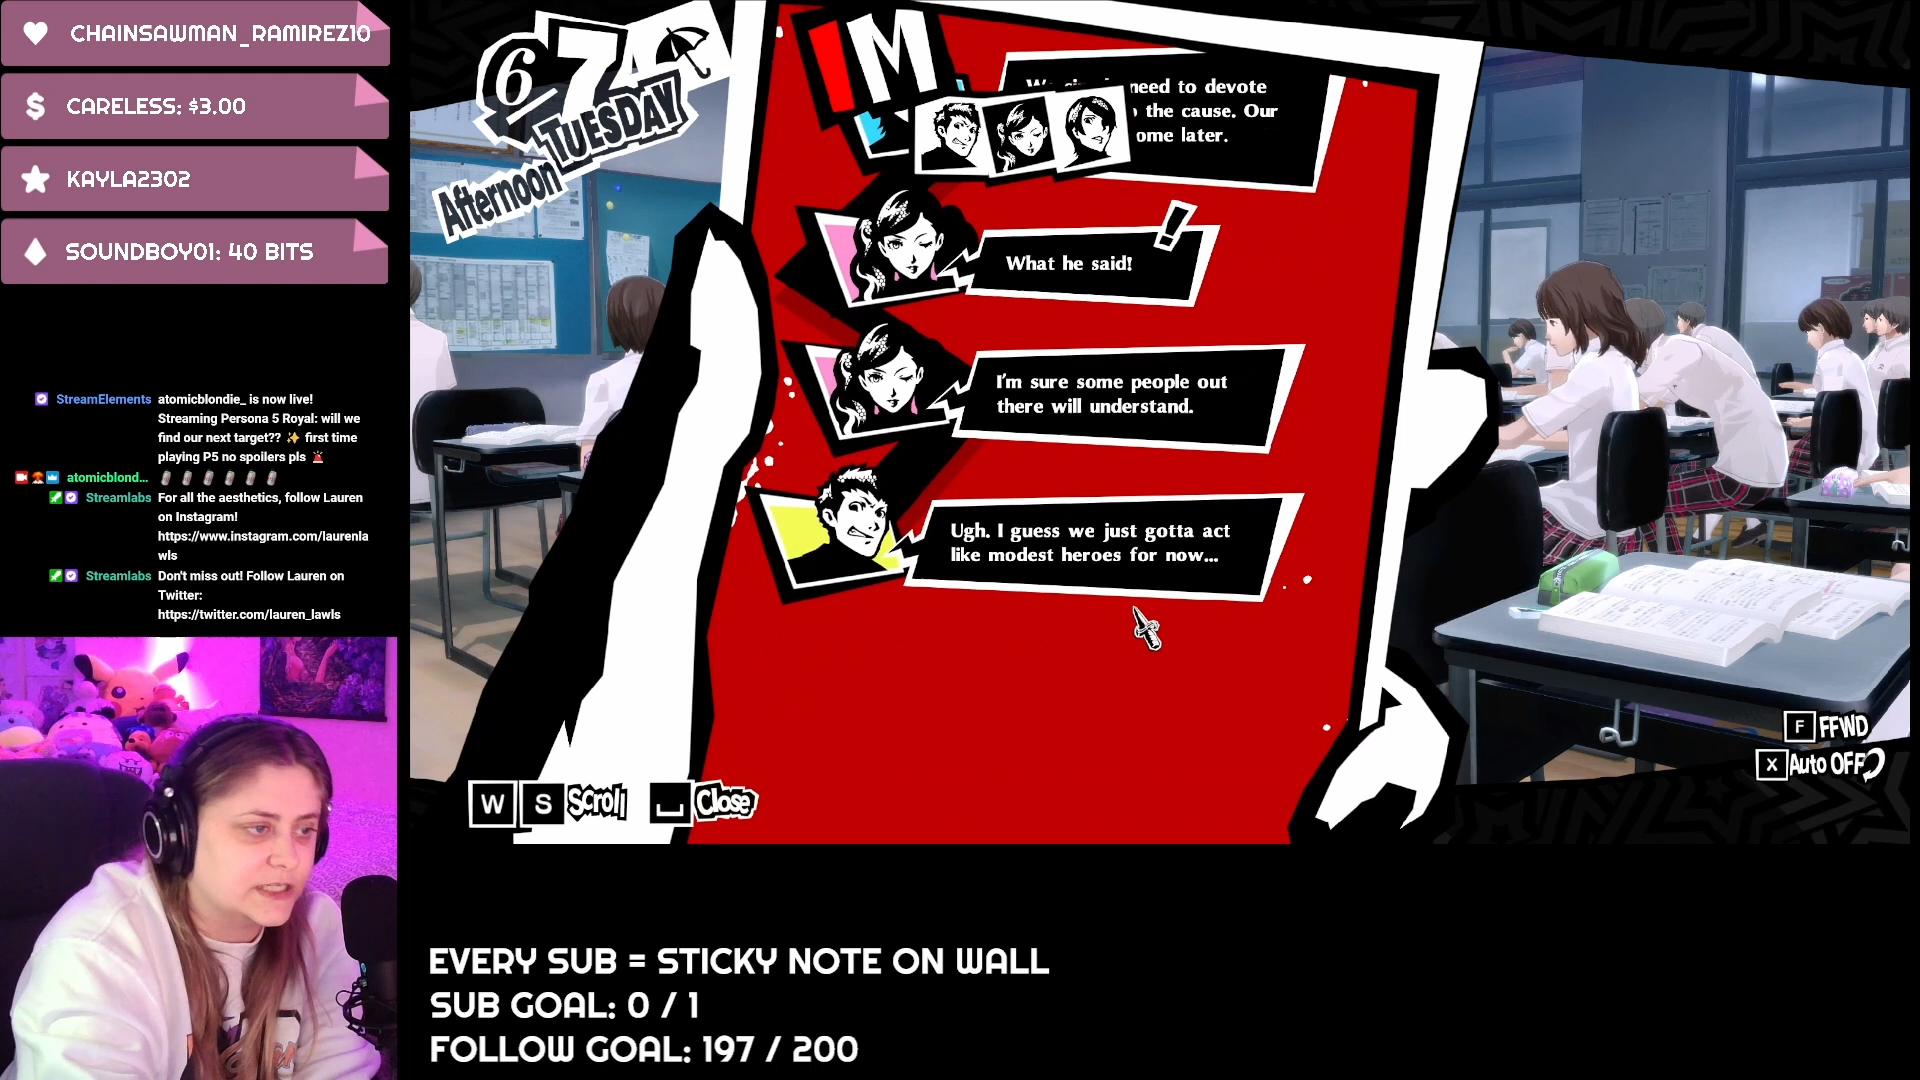 CHAINSAWMAN_RAMIREZ10
CARELESS: $3.00
KAYLA2302
SOUNDBOY01: 40 BITS
StreamElements atomicblondie_ is now live!
Streaming Persona 5 Royal: will we
find our next target?? ✨ first time
playing P5 no spoilers pls 🚨
atomicblond...
Streamlabs For all the aesthetics, follow Lauren
on Instagram!
https://www.instagram.com/laurenla
wls
Streamlabs Don't miss out! Follow Lauren on
Twitter:
https://twitter.com/lauren_lawls
6/7
TUESDAY
Afternoon
IM
need to devote
the cause. Our
ome later.
What he said!
I'm sure some people out
there will understand.
Ugh. I guess we just gotta act
like modest heroes for now...
W S Scroll Close
F FFWD
X Auto OFF
EVERY SUB = STICKY NOTE ON WALL
SUB GOAL: 0 / 1
FOLLOW GOAL: 197 / 200